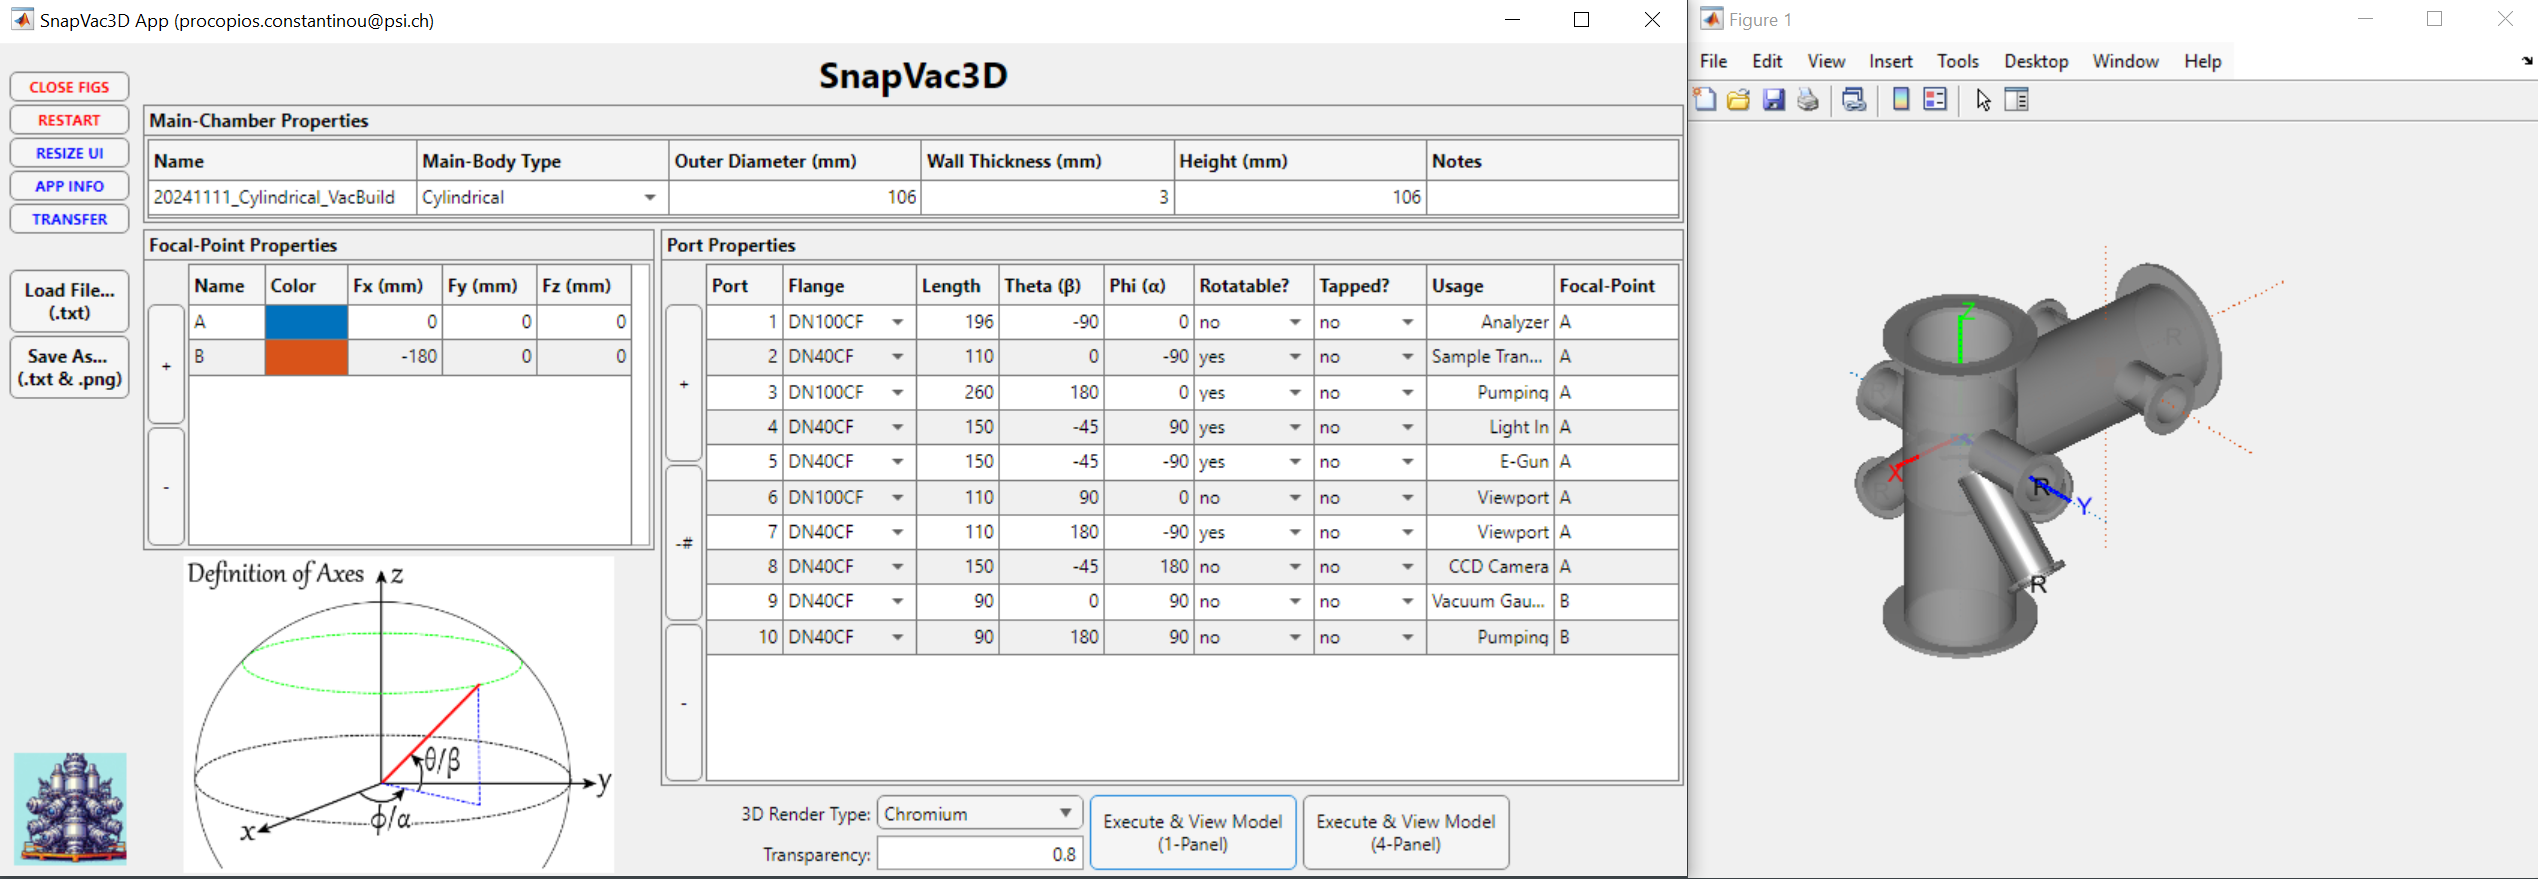 SnapVac3D App (procopios.constantinou@psi.ch)
SnapVac3D
CLOSE FIGS
RESTART
RESIZE UI
APP INFO
TRANSFER
Load File...
(.txt)
Save As...
(.txt & .png)
Main-Chamber Properties
Name Main-Body Type Outer Diameter (mm) Wall Thickness (mm) Height (mm) Notes
20241111_Cylindrical_VacBuild Cylindrical 106 3 106
Focal-Point Properties
Name Color Fx (mm) Fy (mm) Fz (mm)
A 0 0 0
B -180 0 0
+
-
Definition of Axes
z
y
x
θ/β
ϕ/α
Port Properties
+
-#
-
Port Flange Length Theta (β) Phi (α) Rotatable? Tapped? Usage Focal-Point
1 DN100CF 196 -90 0 no no Analyzer A
2 DN40CF 110 0 -90 yes no Sample Tran... A
3 DN100CF 260 180 0 yes no Pumping A
4 DN40CF 150 -45 90 yes no Light In A
5 DN40CF 150 -45 -90 yes no E-Gun A
6 DN100CF 110 90 0 no no Viewport A
7 DN40CF 110 180 -90 yes no Viewport A
8 DN40CF 150 -45 180 no no CCD Camera A
9 DN40CF 90 0 90 no no Vacuum Gau... B
10 DN40CF 90 180 90 no no Pumping B
3D Render Type: Chromium
Transparency: 0.8
Execute & View Model
(1-Panel)
Execute & View Model
(4-Panel)
Figure 1
File Edit View Insert Tools Desktop Window Help
Z
R
R
X
R
R
Y
R